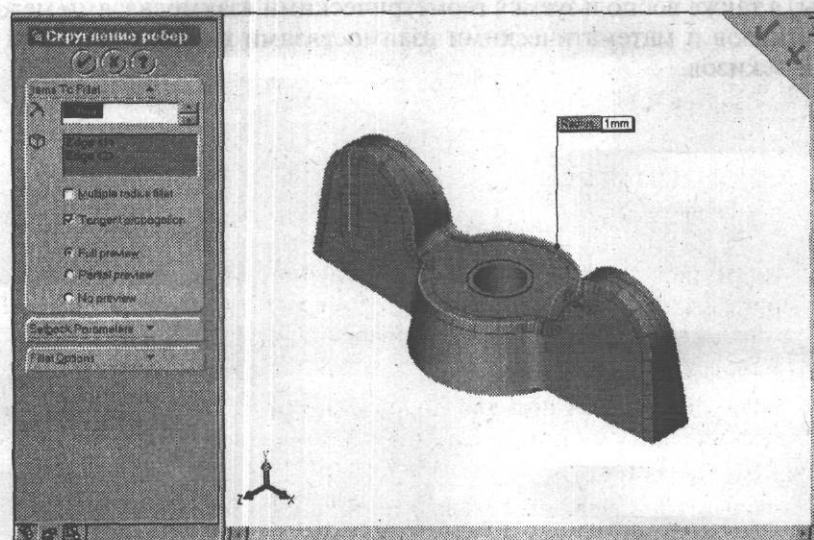 Скругление ребер
Items To Fillet
Edge <1>
Edge <2>
Multiple radius fillet
Tangent propagation
Full preview
Partial preview
No preview
Setback Parameters
Fillet Options
Radius: 1mm
Y
Z X